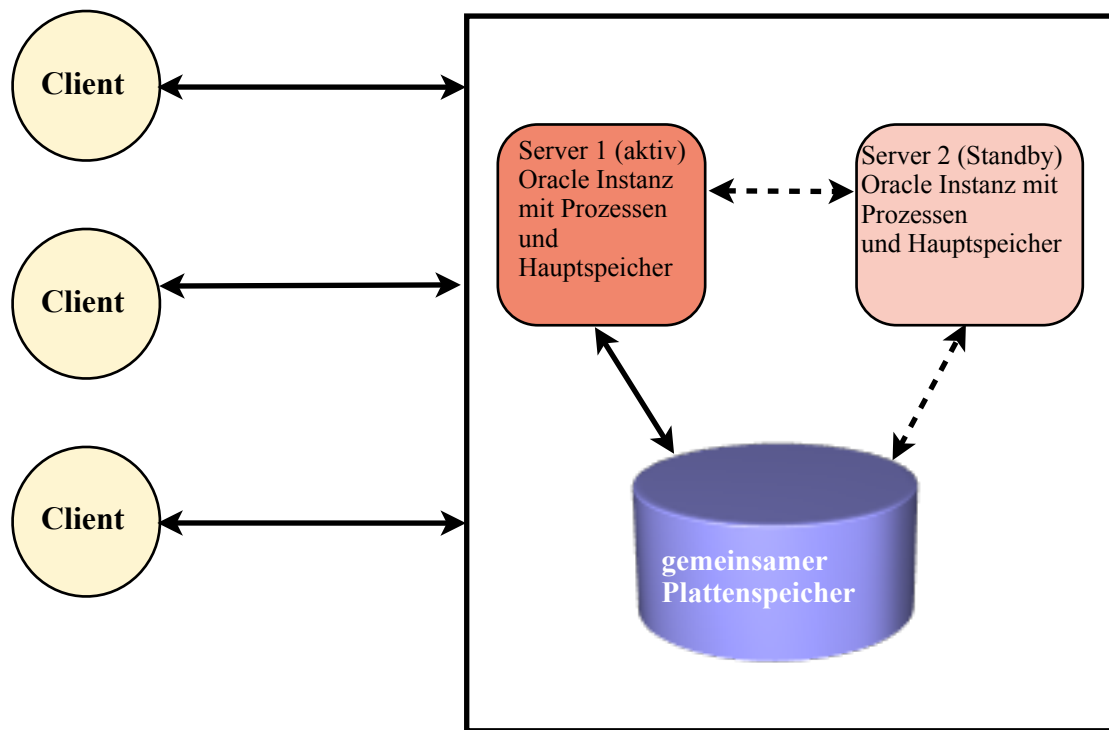 Client
Client
Client
Server 1 (aktiv)
Oracle Instanz
mit Prozessen
und
Hauptspeicher
Server 2 (Standby)
Oracle Instanz mit
Prozessen
und Hauptspeicher
gemeinsamer
Plattenspeicher